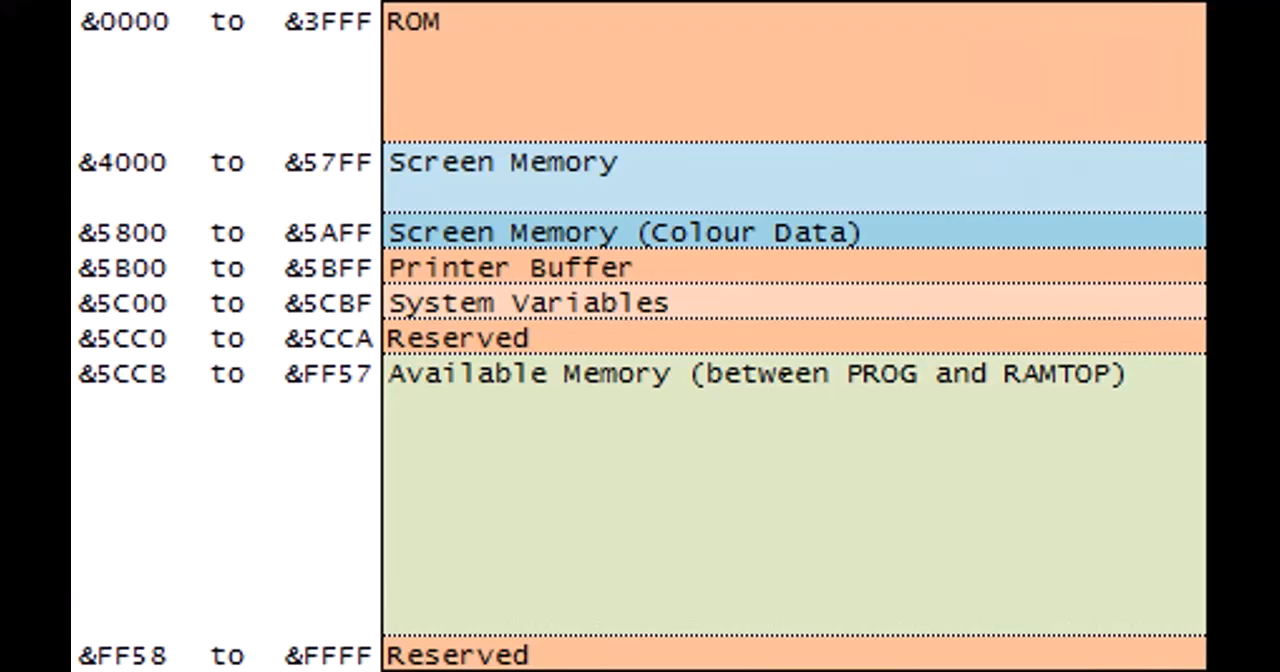 &0000 to &3FFF ROM
&4000 to &57FF Screen Memory
&5800 to &5AFF Screen Memory (Colour Data)
&5B00 to &5BFF Printer Buffer
&5C00 to &5CBF System Variables
&5CC0 to &5CCA Reserved
&5CCB to &FF57 Available Memory (between PROG and RAMTOP)
&FF58 to &FFFF Reserved